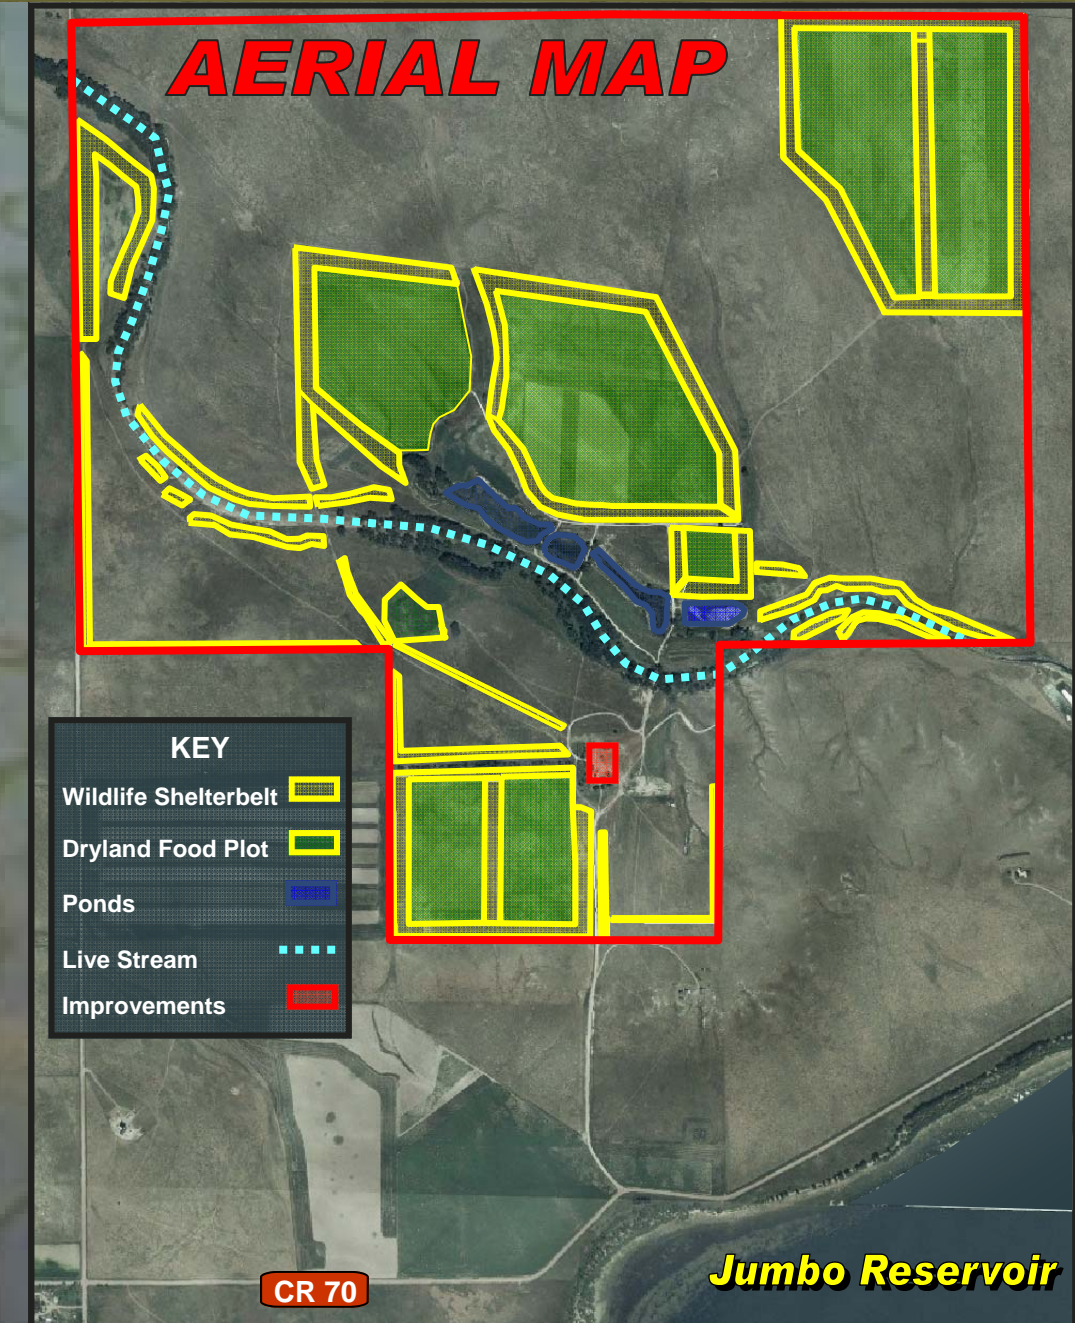 AERIAL MAP
KEY
Wildlife Shelterbelt
Dryland Food Plot
Ponds
Live Stream
Improvements
CR 70
Jumbo Reservoir